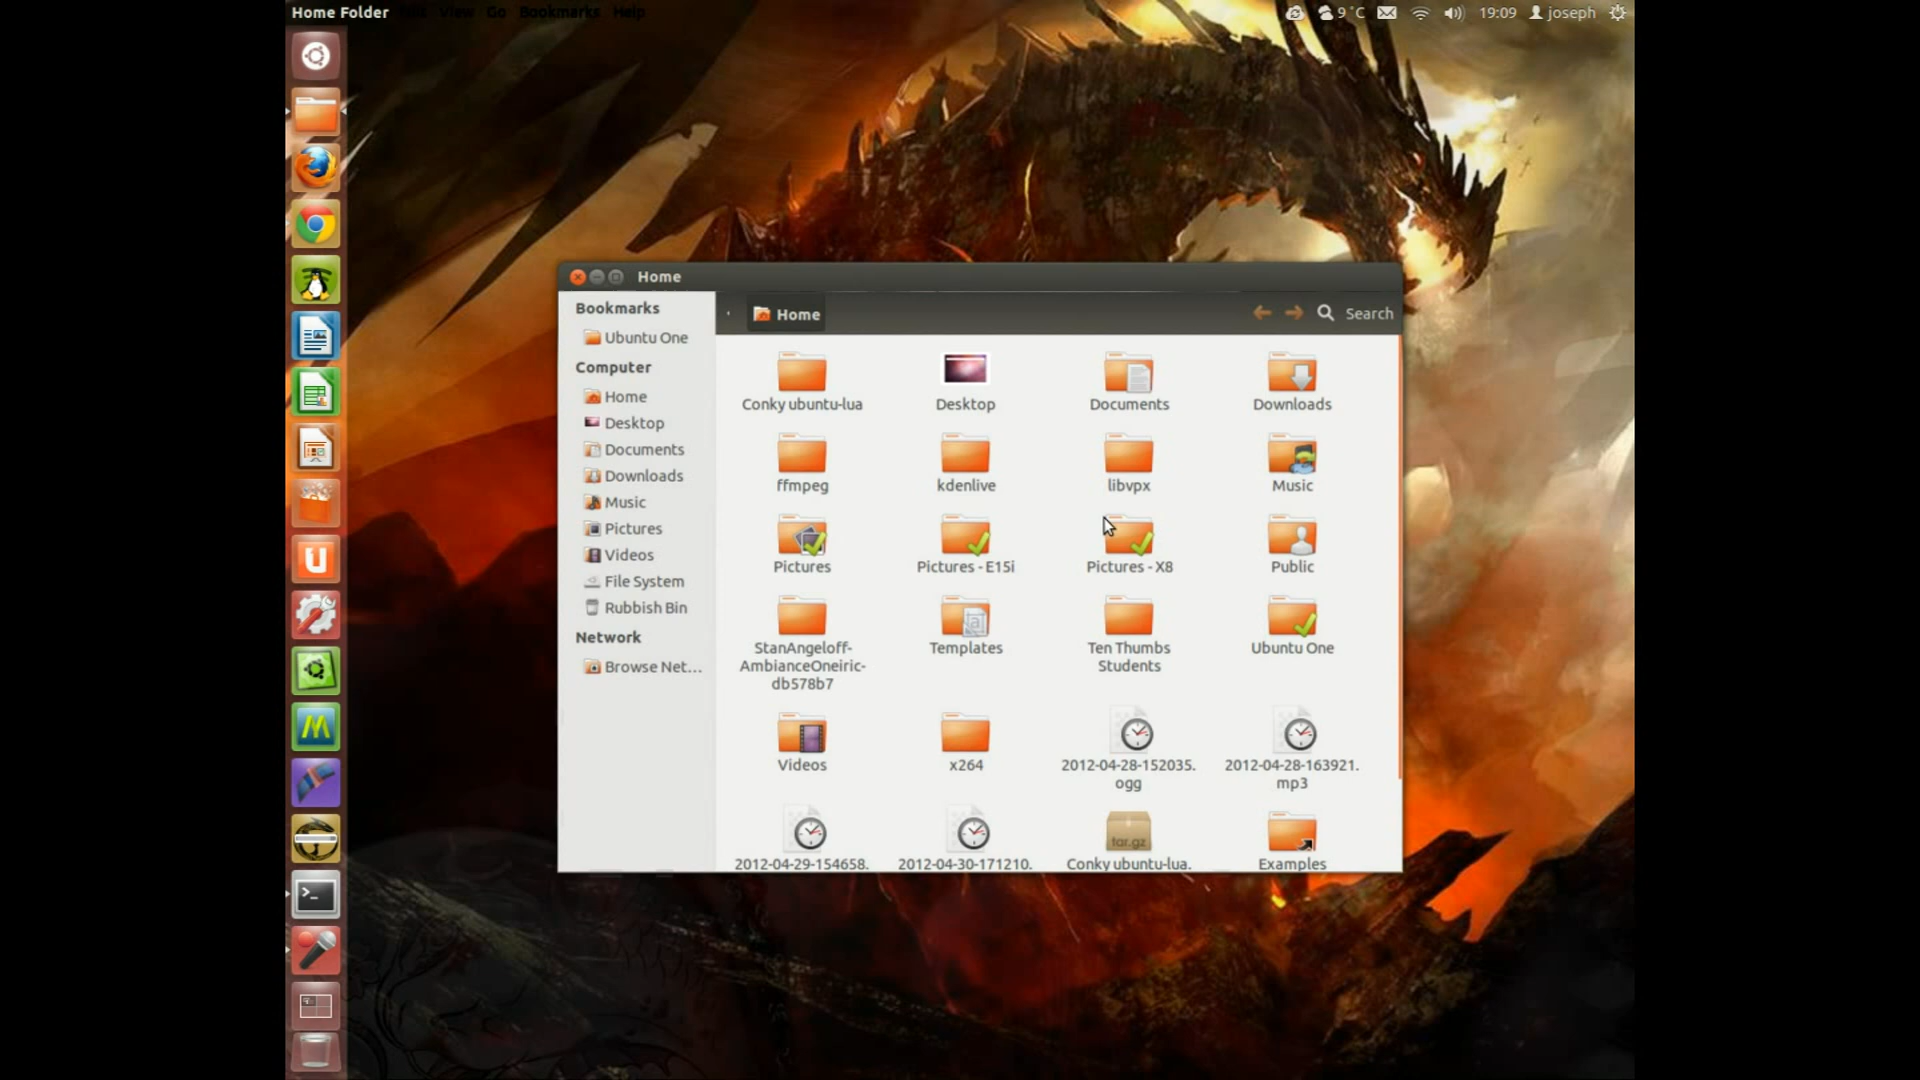 Home Folder Edit View Go Bookmarks Help
9 °C 19:09 joseph
Home
Bookmarks
Ubuntu One
Computer
Home
Desktop
Documents
Downloads
Music
Pictures
Videos
File System
Rubbish Bin
Network
Browse Net...
Home
Search
Conky ubuntu-lua Desktop Documents Downloads
ffmpeg kdenlive libvpx Music
Pictures Pictures - E15i Pictures - X8 Public
StanAngeloff-
AmbianceOneiric-
db578b7
Templates
Ten Thumbs
Students
Ubuntu One
Videos x264
2012-04-28-152035.
ogg
2012-04-28-163921.
mp3
2012-04-29-154658. 2012-04-30-171210.
tar.gz
Conky ubuntu-lua. Examples